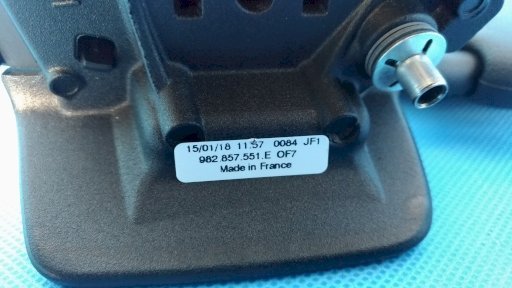 15/01/18 11:57 0084 JF1
982.857.551.E OF7
Made in France